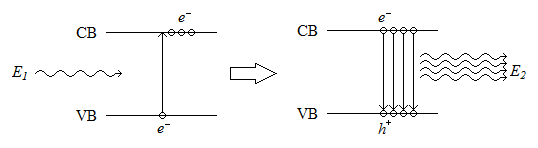 e⁻ e⁻
CB CB
E₁ E₂
VB VB
e⁻ h⁺